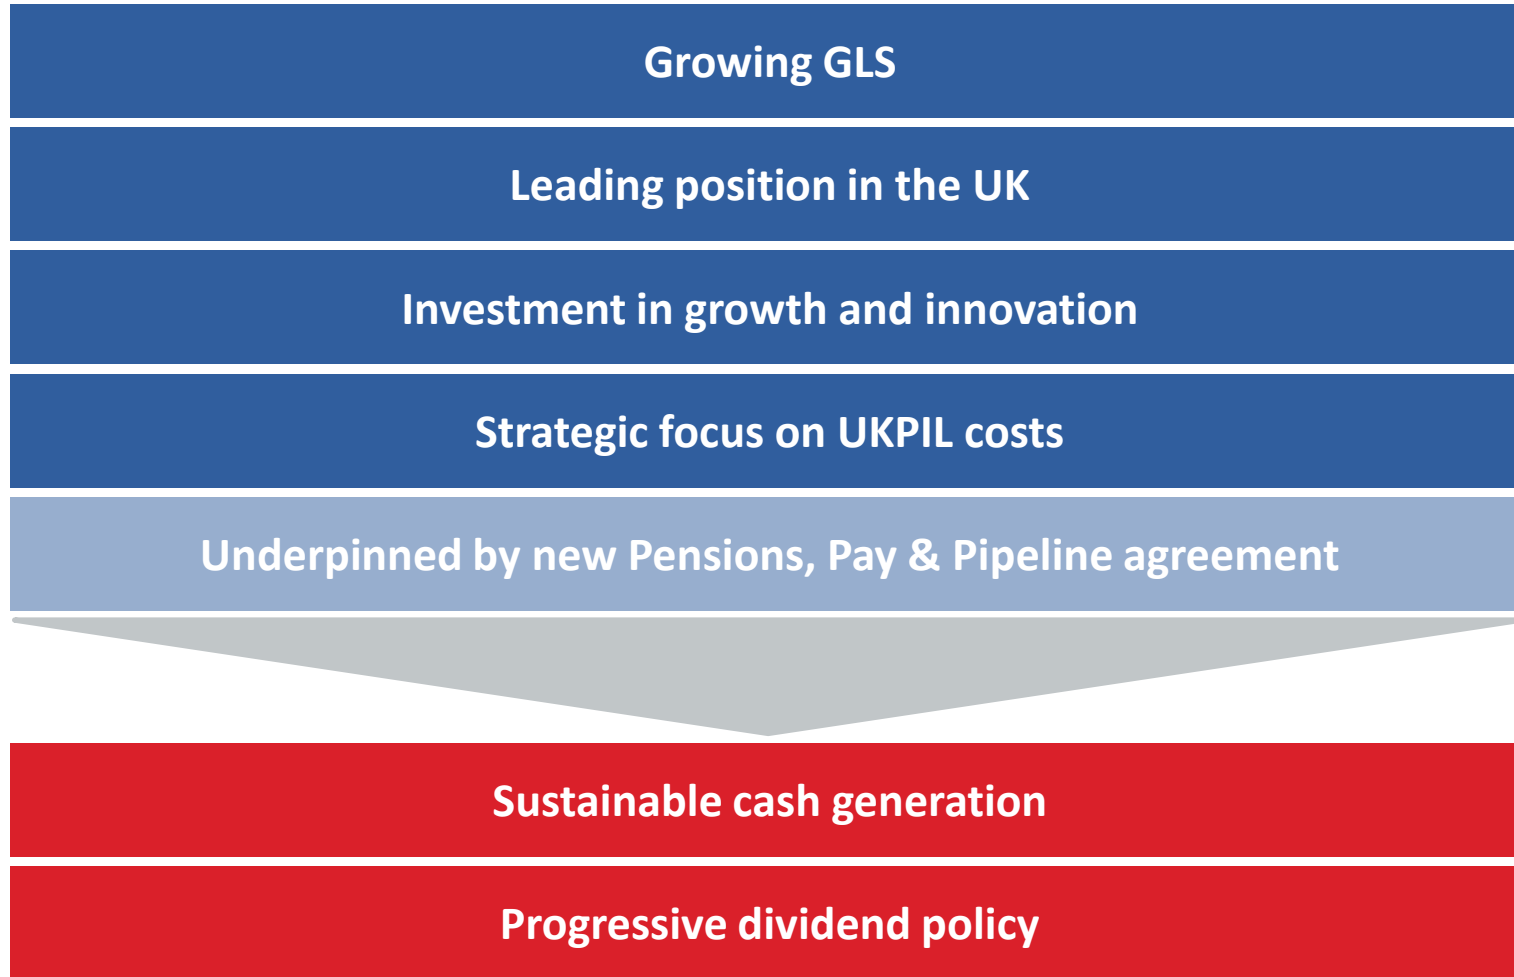 Growing GLS
Leading position in the UK
Investment in growth and innovation
Strategic focus on UKPIL costs
Underpinned by new Pensions, Pay & Pipeline agreement
Sustainable cash generation
Progressive dividend policy